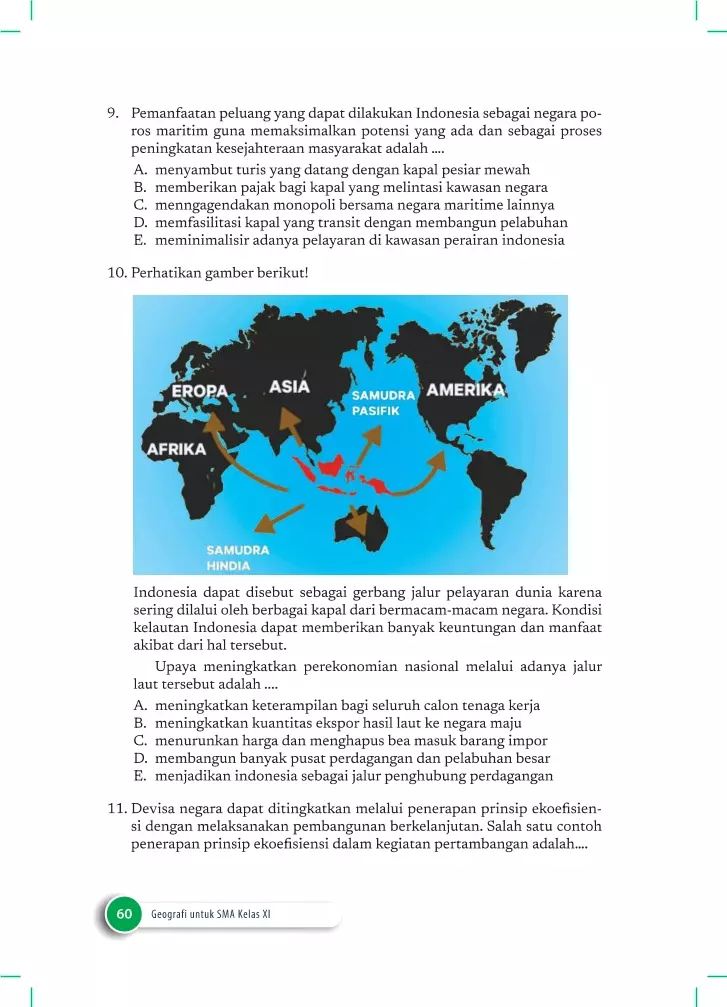 9. Pemanfaatan peluang yang dapat dilakukan Indonesia sebagai negara po-
ros maritim guna memaksimalkan potensi yang ada dan sebagai proses
peningkatan kesejahteraan masyarakat adalah ....
A. menyambut turis yang datang dengan kapal pesiar mewah
B. memberikan pajak bagi kapal yang melintasi kawasan negara
C. menngagendakan monopoli bersama negara maritime lainnya
D. memfasilitasi kapal yang transit dengan membangun pelabuhan
E. meminimalisir adanya pelayaran di kawasan perairan indonesia
10. Perhatikan gambar berikut!
EROPA
ASIA
SAMUDRA
PASIFIK
AMERIKA
AFRIKA
SAMUDRA
HINDIA
Indonesia dapat disebut sebagai gerbang jalur pelayaran dunia karena
sering dilalui oleh berbagai kapal dari bermacam-macam negara. Kondisi
kelautan Indonesia dapat memberikan banyak keuntungan dan manfaat
akibat dari hal tersebut.
Upaya meningkatkan perekonomian nasional melalui adanya jalur
laut tersebut adalah ....
A. meningkatkan keterampilan bagi seluruh calon tenaga kerja
B. meningkatkan kuantitas ekspor hasil laut ke negara maju
C. menurunkan harga dan menghapus bea masuk barang impor
D. membangun banyak pusat perdagangan dan pelabuhan besar
E. menjadikan indonesia sebagai jalur penghubung perdagangan
11. Devisa negara dapat ditingkatkan melalui penerapan prinsip ekoefisien-
si dengan melaksanakan pembangunan berkelanjutan. Salah satu contoh
penerapan prinsip ekoefisiensi dalam kegiatan pertambangan adalah....
60 Geografi untuk SMA Kelas XI